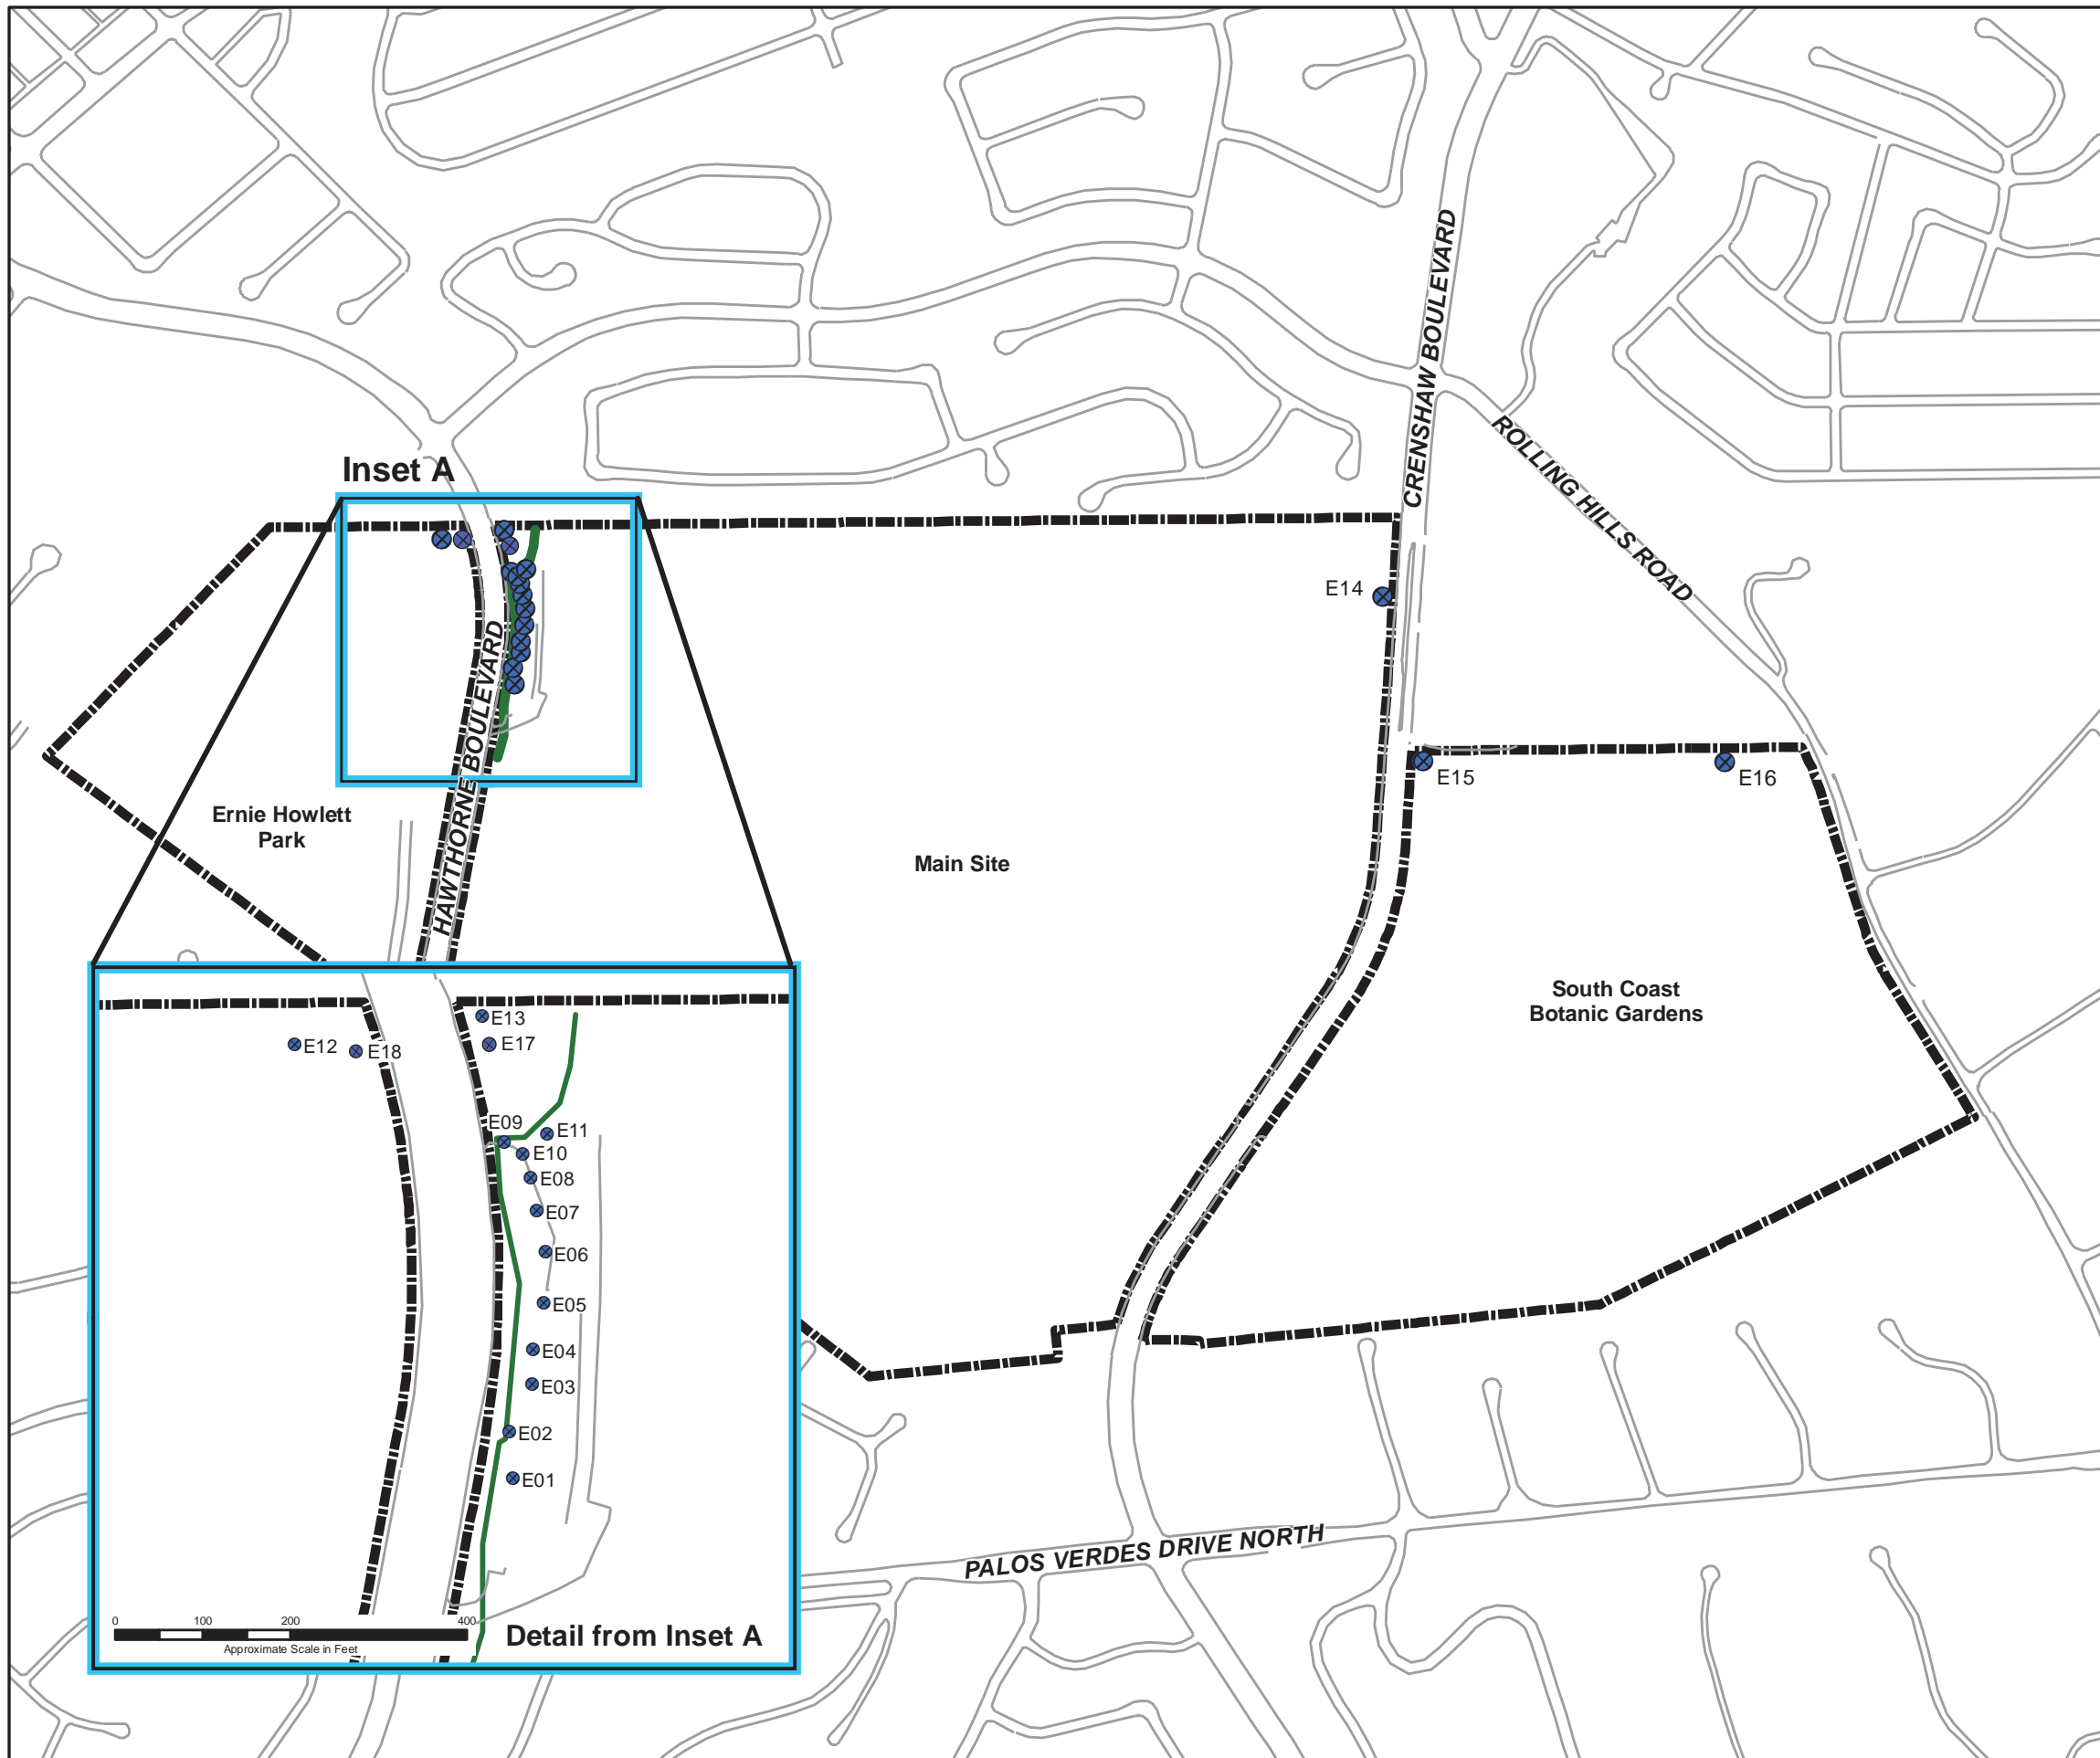 CRENSHAW BOULEVARD
ROLLING HILLS ROAD
Inset A
E14
HAWTHORNE BOULEVARD
E15
E16
Ernie Howlett
Park
Main Site
South Coast
Botanic Gardens
E13
E12
E18
E17
E09
E11
E10
E08
E07
E06
E05
E04
E03
E02
E01
PALOS VERDES DRIVE NORTH
0 100 200 400
Approximate Scale in Feet
Detail from Inset A